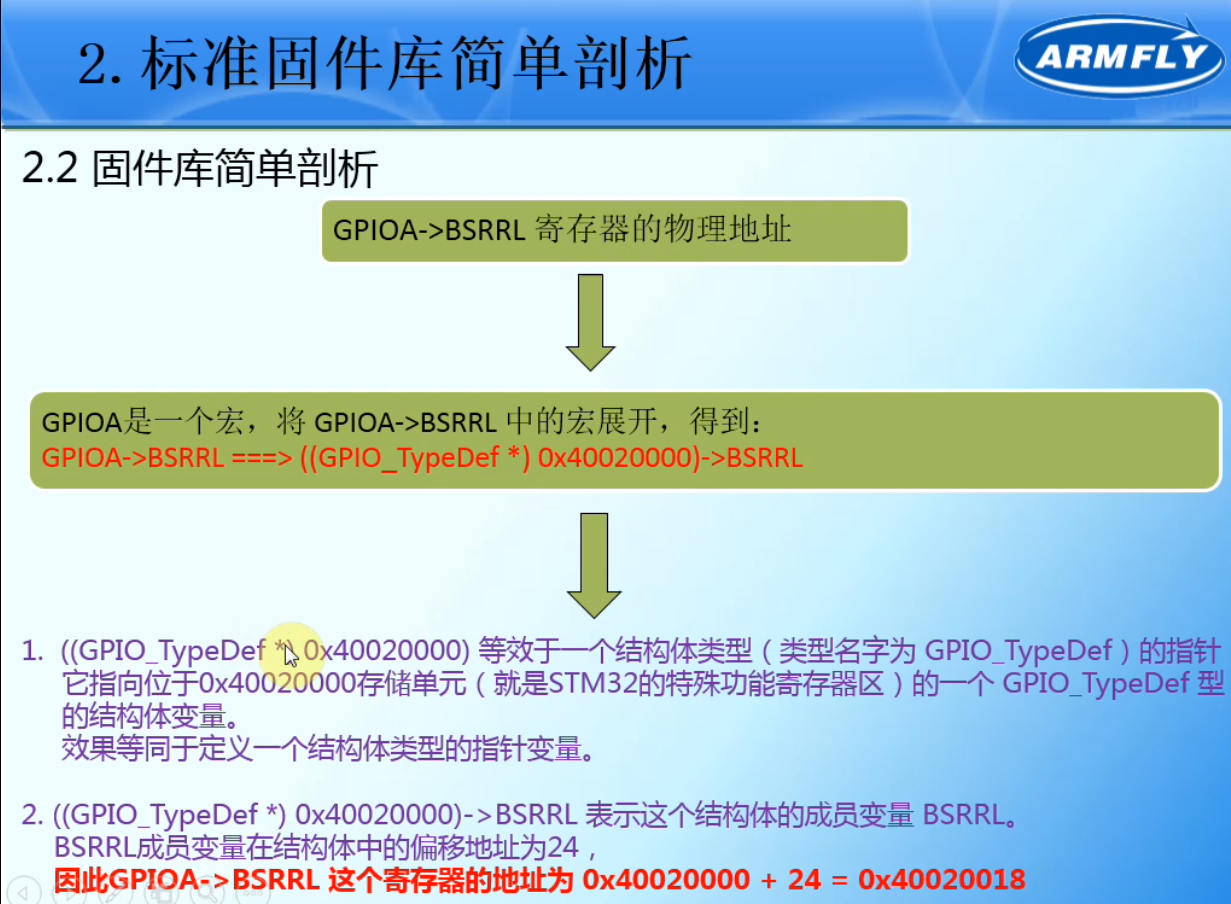 2. 标准固件库简单剖析
ARMFLY
2.2 固件库简单剖析
GPIOA->BSRRL 寄存器的物理地址
GPIOA是一个宏，将 GPIOA->BSRRL 中的宏展开，得到：
GPIOA->BSRRL ===> ((GPIO_TypeDef *) 0x40020000)->BSRRL
1. ((GPIO_TypeDef *) 0x40020000) 等效于一个结构体类型（类型名字为 GPIO_TypeDef）的指针
它指向位于0x40020000存储单元（就是STM32的特殊功能寄存器区）的一个 GPIO_TypeDef 型
的结构体变量。
效果等同于定义一个结构体类型的指针变量。
2. ((GPIO_TypeDef *) 0x40020000)->BSRRL 表示这个结构体的成员变量 BSRRL。
BSRRL成员变量在结构体中的偏移地址为24，
因此GPIOA->BSRRL 这个寄存器的地址为 0x40020000 + 24 = 0x40020018